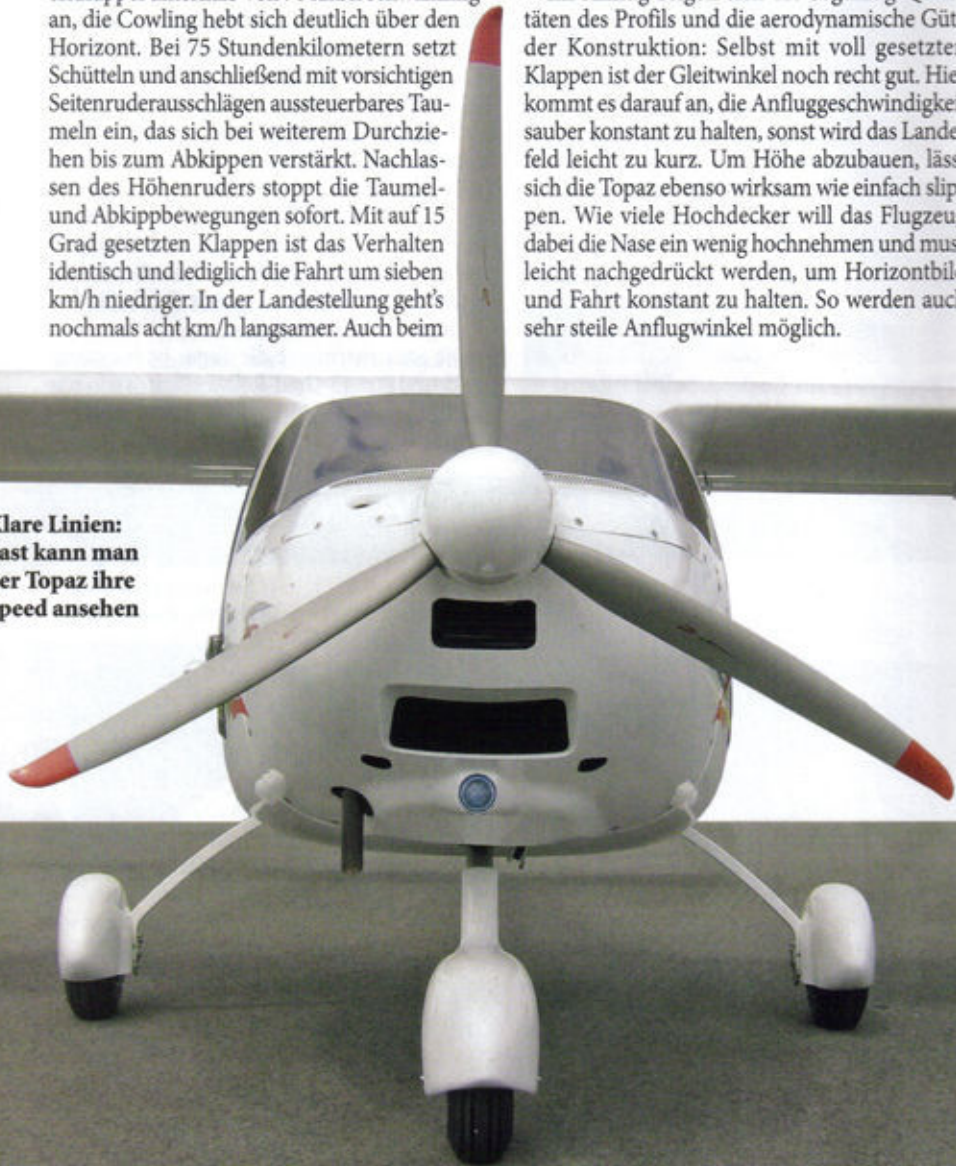 an, die Cowling hebt sich deutlich über den
Horizont. Bei 75 Stundenkilometern setzt
Schütteln und anschließend mit vorsichtigen
Seitenruderausschlägen aussteuerbares Tau-
meln ein, das sich bei weiterem Durchzie-
hen bis zum Abkippen verstärkt. Nachlas-
sen des Höhenruders stoppt die Taumel-
und Abkippbewegungen sofort. Mit auf 15
Grad gesetzten Klappen ist das Verhalten
identisch und lediglich die Fahrt um sieben
km/h niedriger. In der Landestellung geht's
nochmals acht km/h langsamer. Auch beim
täten des Profils und die aerodynamische Güt
der Konstruktion: Selbst mit voll gesetzte
Klappen ist der Gleitwinkel noch recht gut. Hie
kommt es darauf an, die Anfluggeschwindigke
sauber konstant zu halten, sonst wird das Lande
feld leicht zu kurz. Um Höhe abzubauen, läss
sich die Topaz ebenso wirksam wie einfach slip
pen. Wie viele Hochdecker will das Flugzeu
dabei die Nase ein wenig hochnehmen und mus
leicht nachgedrückt werden, um Horizontbil
und Fahrt konstant zu halten. So werden auc
sehr steile Anflugwinkel möglich.
Klare Linien:
ast kann man
er Topaz ihre
peed ansehen